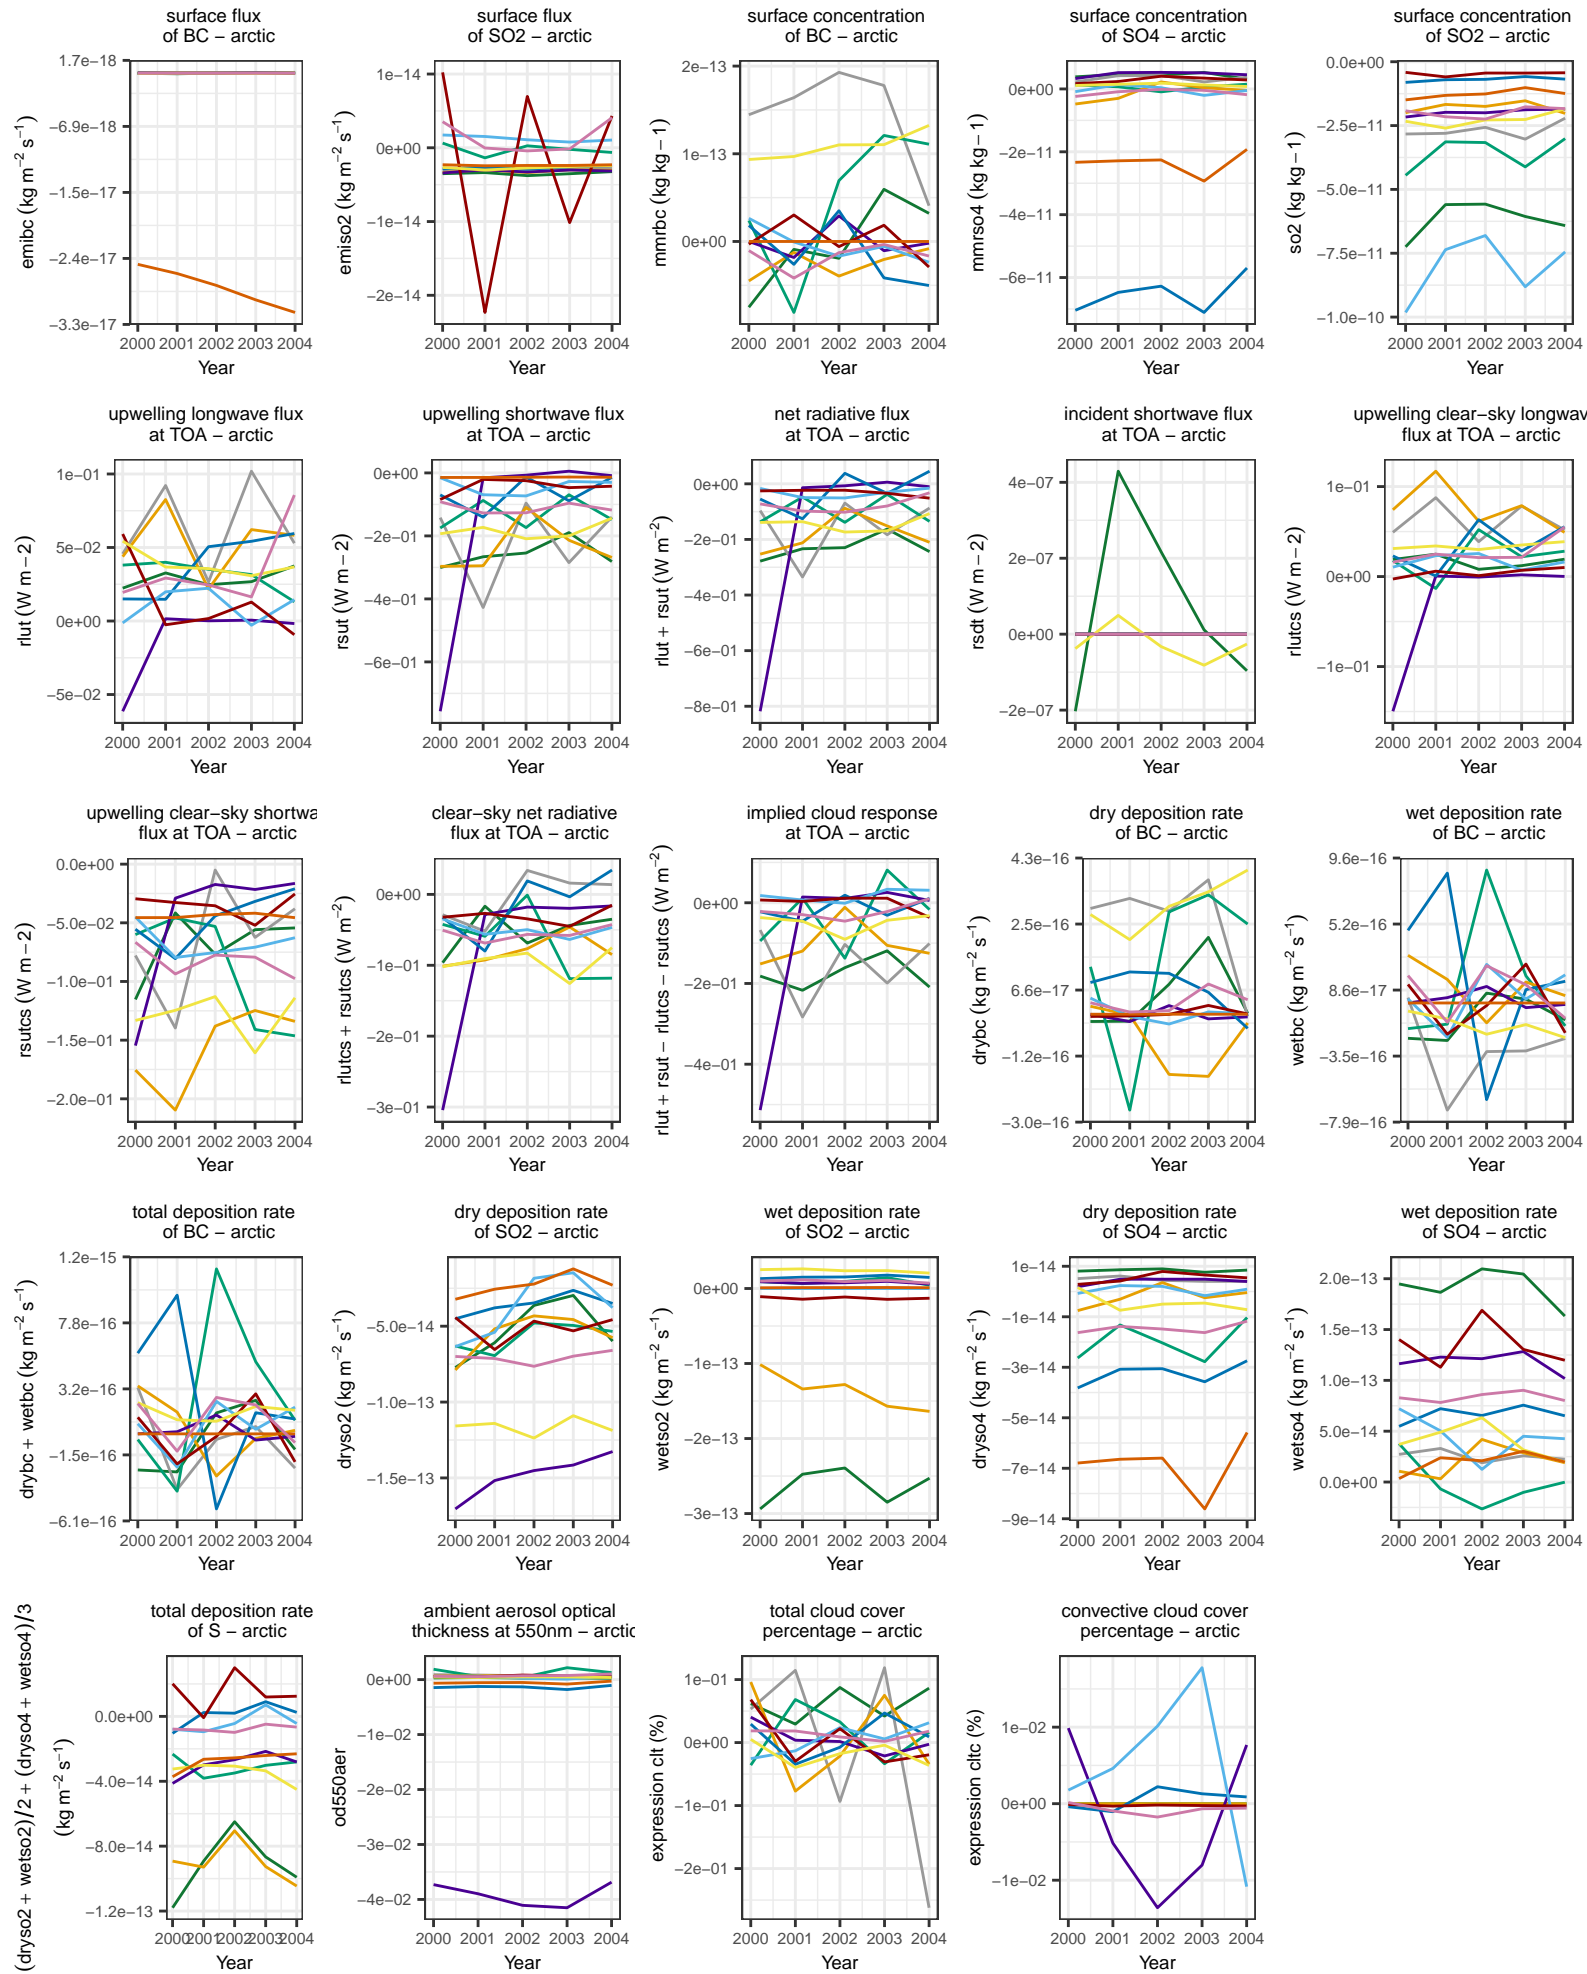 surface flux
of BC − arctic
1.7e−18
−6.9e−18
−1.5e−17
−2.4e−17
−3.3e−17
2000 2001 2002 2003 2004
Year
emibc (kg m−2 s−1)
surface flux
of SO2 − arctic
1e−14
0e+00
−1e−14
−2e−14
2000 2001 2002 2003 2004
Year
emiso2 (kg m−2 s−1)
surface concentration
of BC − arctic
2e−13
1e−13
0e+00
2000 2001 2002 2003 2004
Year
mmrbc (kg kg − 1)
surface concentration
of SO4 − arctic
0e+00
−2e−11
−4e−11
−6e−11
2000 2001 2002 2003 2004
Year
mmrso4 (kg kg − 1)
surface concentration
of SO2 − arctic
0.0e+00
−2.5e−11
−5.0e−11
−7.5e−11
−1.0e−10
2000 2001 2002 2003 2004
Year
so2 (kg kg − 1)
upwelling longwave flux
at TOA − arctic
1e−01
5e−02
0e+00
−5e−02
2000 2001 2002 2003 2004
Year
rlut (W m − 2)
upwelling shortwave flux
at TOA − arctic
0e+00
−2e−01
−4e−01
−6e−01
2000 2001 2002 2003 2004
Year
rsut (W m − 2)
net radiative flux
at TOA − arctic
0e+00
−2e−01
−4e−01
−6e−01
−8e−01
2000 2001 2002 2003 2004
Year
rlut + rsut (W m−2)
incident shortwave flux
at TOA − arctic
4e−07
2e−07
0e+00
−2e−07
2000 2001 2002 2003 2004
Year
rsdt (W m − 2)
upwelling clear−sky longwav
flux at TOA − arctic
1e−01
0e+00
−1e−01
2000 2001 2002 2003 2004
Year
rlutcs (W m − 2)
upwelling clear−sky shortwa
flux at TOA − arctic
0.0e+00
−5.0e−02
−1.0e−01
−1.5e−01
−2.0e−01
2000 2001 2002 2003 2004
Year
rsutcs (W m − 2)
clear−sky net radiative
flux at TOA − arctic
0e+00
−1e−01
−2e−01
−3e−01
2000 2001 2002 2003 2004
Year
rlutcs + rsutcs (W m−2)
implied cloud response
at TOA − arctic
0e+00
−2e−01
−4e−01
2000 2001 2002 2003 2004
Year
rlut + rsut − rlutcs − rsutcs (W m−2)
dry deposition rate
of BC − arctic
4.3e−16
2.5e−16
6.6e−17
−1.2e−16
−3.0e−16
2000 2001 2002 2003 2004
Year
drybc (kg m−2 s−1)
wet deposition rate
of BC − arctic
9.6e−16
5.2e−16
8.6e−17
−3.5e−16
−7.9e−16
2000 2001 2002 2003 2004
Year
wetbc (kg m−2 s−1)
total deposition rate
of BC − arctic
1.2e−15
7.8e−16
3.2e−16
−1.5e−16
−6.1e−16
2000 2001 2002 2003 2004
Year
drybc + wetbc (kg m−2 s−1)
dry deposition rate
of SO2 − arctic
−5.0e−14
−1.0e−13
−1.5e−13
2000 2001 2002 2003 2004
Year
dryso2 (kg m−2 s−1)
wet deposition rate
of SO2 − arctic
0e+00
−1e−13
−2e−13
−3e−13
2000 2001 2002 2003 2004
Year
wetso2 (kg m−2 s−1)
dry deposition rate
of SO4 − arctic
1e−14
−1e−14
−3e−14
−5e−14
−7e−14
−9e−14
2000 2001 2002 2003 2004
Year
dryso4 (kg m−2 s−1)
wet deposition rate
of SO4 − arctic
2.0e−13
1.5e−13
1.0e−13
5.0e−14
0.0e+00
2000 2001 2002 2003 2004
Year
wetso4 (kg m−2 s−1)
total deposition rate
of S − arctic
0.0e+00
−4.0e−14
−8.0e−14
−1.2e−13
2000 2001 2002 2003 2004
Year
(dryso2 + wetso2)/2 + (dryso4 + wetso4)/3
(kg m−2 s−1)
ambient aerosol optical
thickness at 550nm − arctic
0e+00
−1e−02
−2e−02
−3e−02
−4e−02
2000 2001 2002 2003 2004
Year
od550aer
total cloud cover
percentage − arctic
1e−01
0e+00
−1e−01
−2e−01
2000 2001 2002 2003 2004
Year
expression clt (%)
convective cloud cover
percentage − arctic
1e−02
0e+00
−1e−02
2000 2001 2002 2003 2004
Year
expression cltc (%)